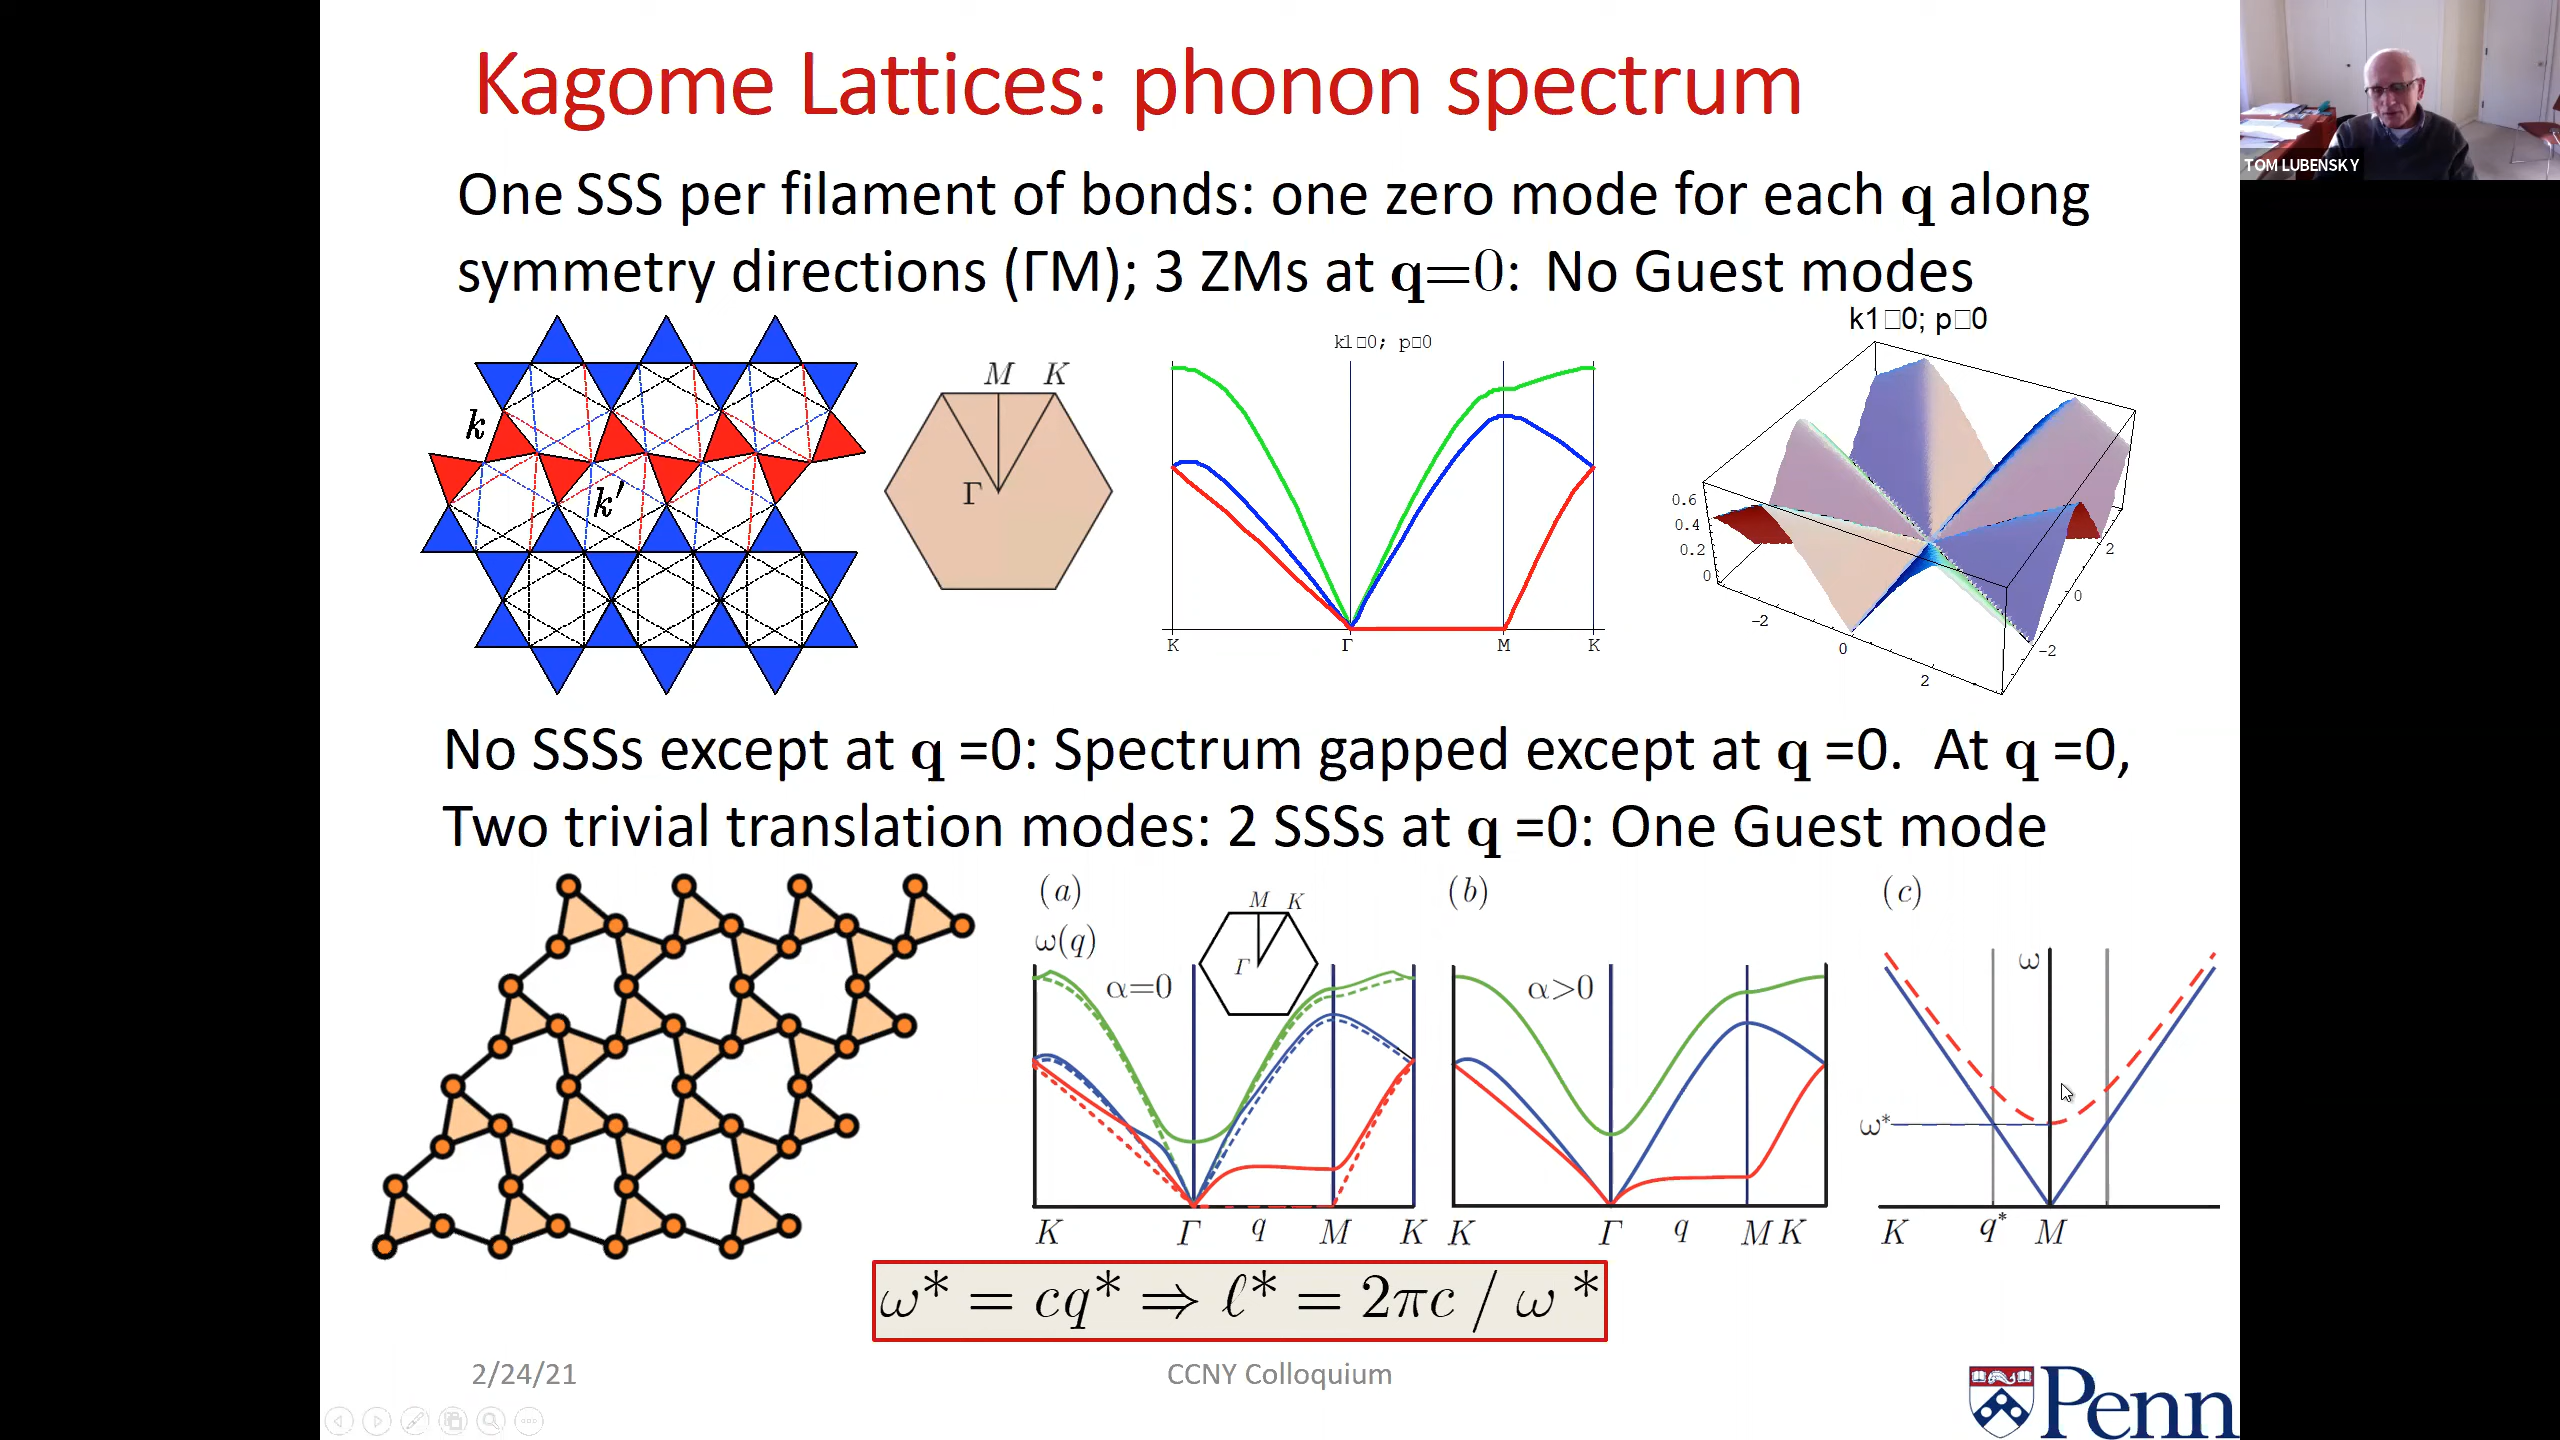 Kagome Lattices: phonon spectrum
TOM LUBENSKY
One SSS per filament of bonds: one zero mode for each q along
symmetry directions (ΓM); 3 ZMs at q=0: No Guest modes
k
k′
M K
Γ
k1□0; p□0
K Γ M K
k1□0; p□0
0.6
0.4
0.2
0
-2
0
2
2
0
-2
No SSSs except at q =0: Spectrum gapped except at q =0. At q =0,
Two trivial translation modes: 2 SSSs at q =0: One Guest mode
(a)
ω(q)
α=0
M K
Γ
K Γ q M K
(b)
α>0
K Γ q M K
(c)
ω
ω*
K q* M
ω* = cq* ⇒ ℓ* = 2πc / ω *
2/24/21
CCNY Colloquium
Penn